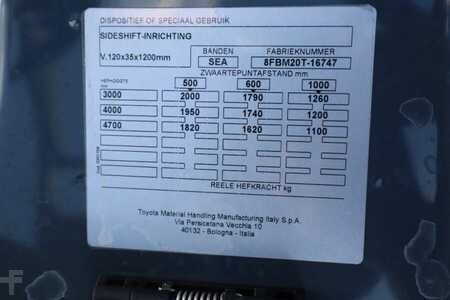 DISPOSITIEF OF SPECIAAL GEBRUIK
SIDESHIFT-INRICHTING
BANDEN FABRIEKNUMMER
V.120x35x1200mm SEA 8FBM20T-16747
ZWAARTEPUNTAFSTAND mm
HEFHOOGTE mm 500 600 1000
3000 2000 1790 1260
4000 1950 1740 1200
4700 1820 1620 1100
REELE HEFKRACHT kg
Toyota Material Handling Manufacturing Italy S.p.A.
Via Persicetana Vecchia 10
40132 - Bologna - Italia